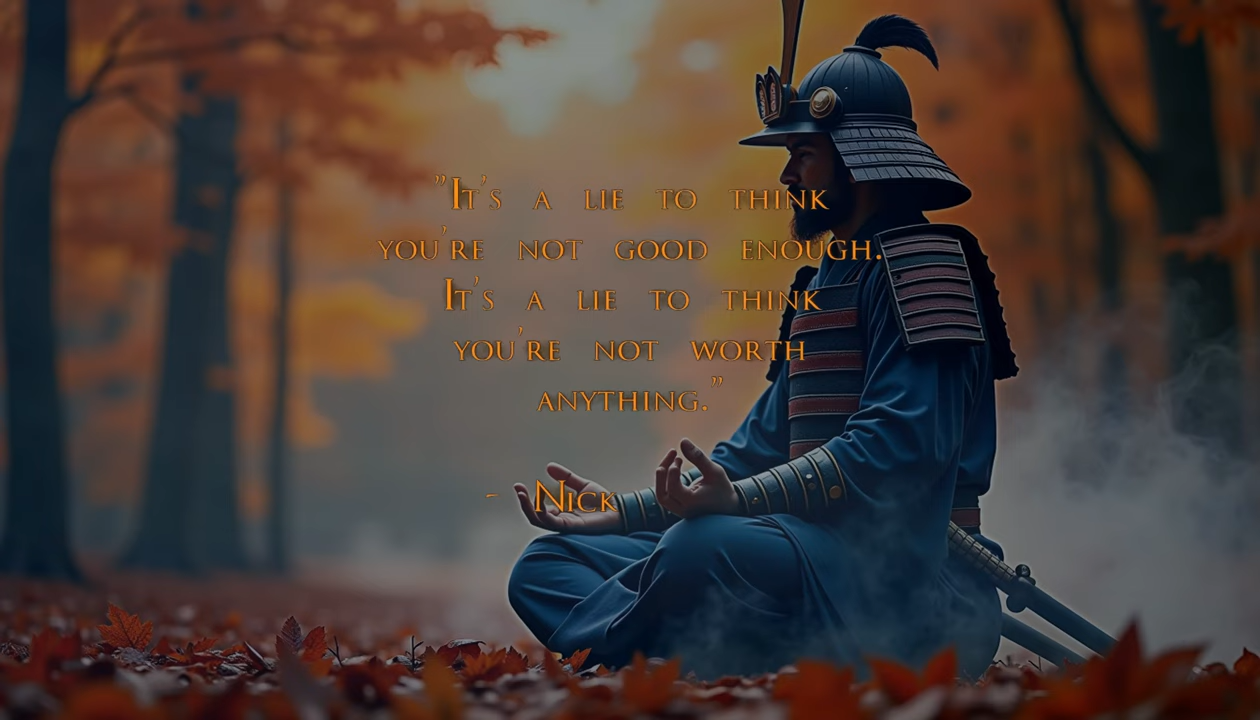 "It's a lie to think
you're not good enough.
It's a lie to think
you're not worth
anything."
- Nick